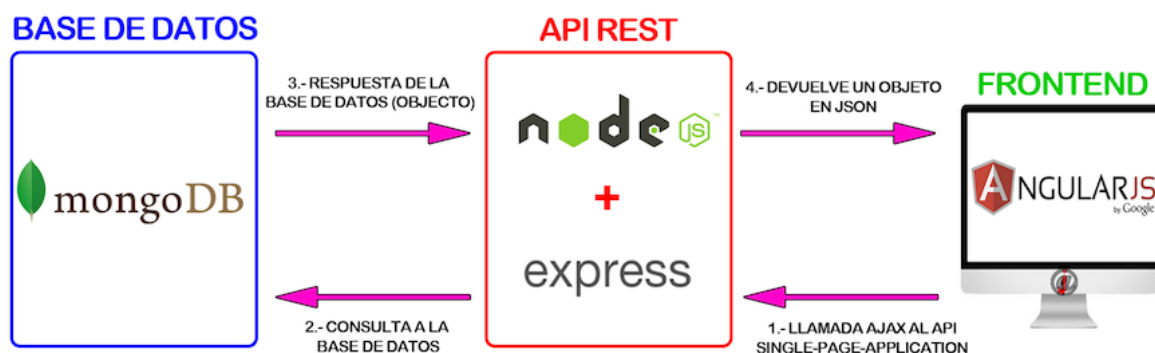 BASE DE DATOS
3.- RESPUESTA DE LA
BASE DE DATOS (OBJECTO)
mongoDB
2.- CONSULTA A LA
BASE DE DATOS
API REST
node
JS
™
+
express
4.- DEVUELVE UN OBJETO
EN JSON
1.- LLAMADA AJAX AL API
SINGLE-PAGE-APPLICATION
FRONTEND
A
NGULARJS
by Google
@